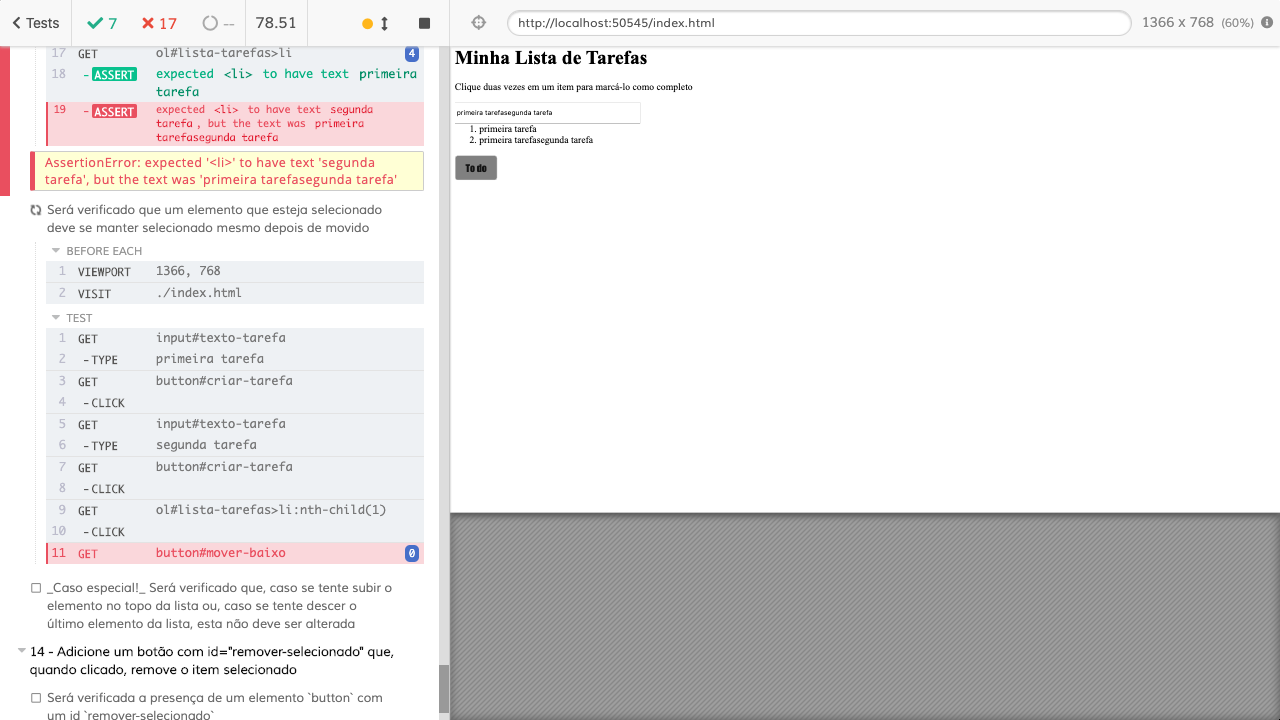 Tests
7
17
--
78.51
http://localhost:50545/index.html
1366 x 768 (60%)
17 GET ol#lista-tarefas>li 4
18 -ASSERT expected <li> to have text primeira
tarefa
19 -ASSERT expected <li> to have text segunda
tarefa, but the text was primeira
tarefasegunda tarefa
AssertionError: expected '<li>' to have text 'segunda
tarefa', but the text was 'primeira tarefasegunda tarefa'
Será verificado que um elemento que esteja selecionado
deve se manter selecionado mesmo depois de movido
BEFORE EACH
1 VIEWPORT 1366, 768
2 VISIT ./index.html
TEST
1 GET input#texto-tarefa
2 -TYPE primeira tarefa
3 GET button#criar-tarefa
4 -CLICK
5 GET input#texto-tarefa
6 -TYPE segunda tarefa
7 GET button#criar-tarefa
8 -CLICK
9 GET ol#lista-tarefas>li:nth-child(1)
10 -CLICK
11 GET button#mover-baixo 0
_Caso especial!_ Será verificado que, caso se tente subir o
elemento no topo da lista ou, caso se tente descer o
último elemento da lista, esta não deve ser alterada
14 - Adicione um botão com id="remover-selecionado" que,
quando clicado, remove o item selecionado
Será verificada a presença de um elemento `button` com
um id `remover-selecionado`
Minha Lista de Tarefas
Clique duas vezes em um item para marcá-lo como completo
primeira tarefasegunda tarefa
1. primeira tarefa
2. primeira tarefasegunda tarefa
To do